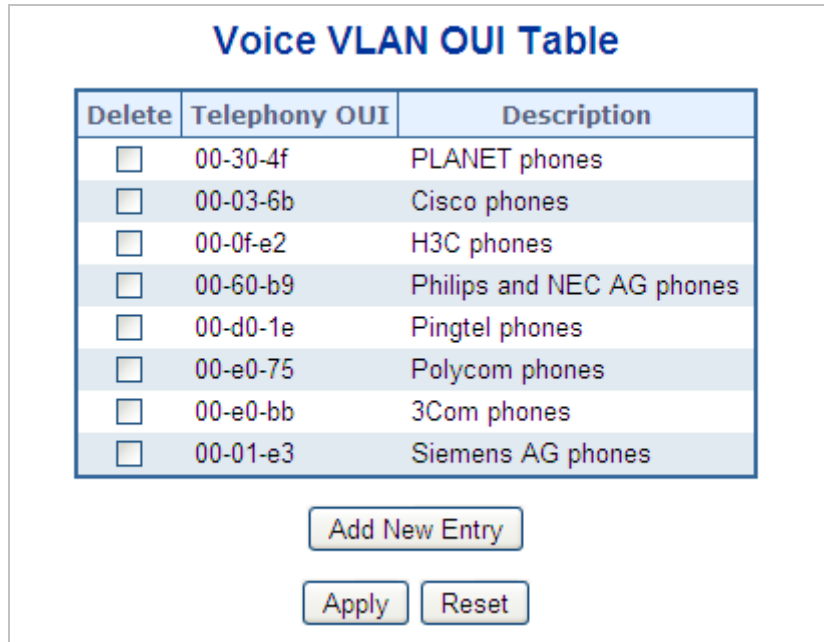 Voice VLAN OUI Table
Delete Telephony OUI Description
00-30-4f PLANET phones
00-03-6b Cisco phones
00-0f-e2 H3C phones
00-60-b9 Philips and NEC AG phones
00-d0-1e Pingtel phones
00-e0-75 Polycom phones
00-e0-bb 3Com phones
00-01-e3 Siemens AG phones
Add New Entry
Apply Reset